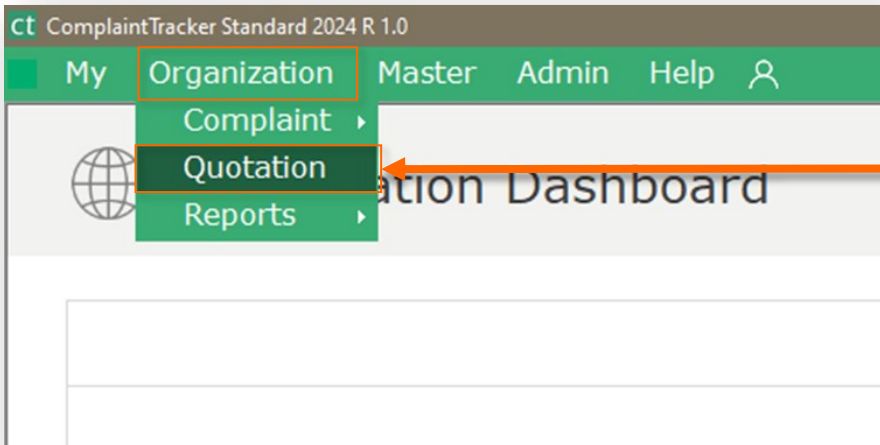 ct ComplaintTracker Standard 2024 R 1.0
My Organization Master Admin Help
Complaint
Quotation
ation Dashboard
Reports